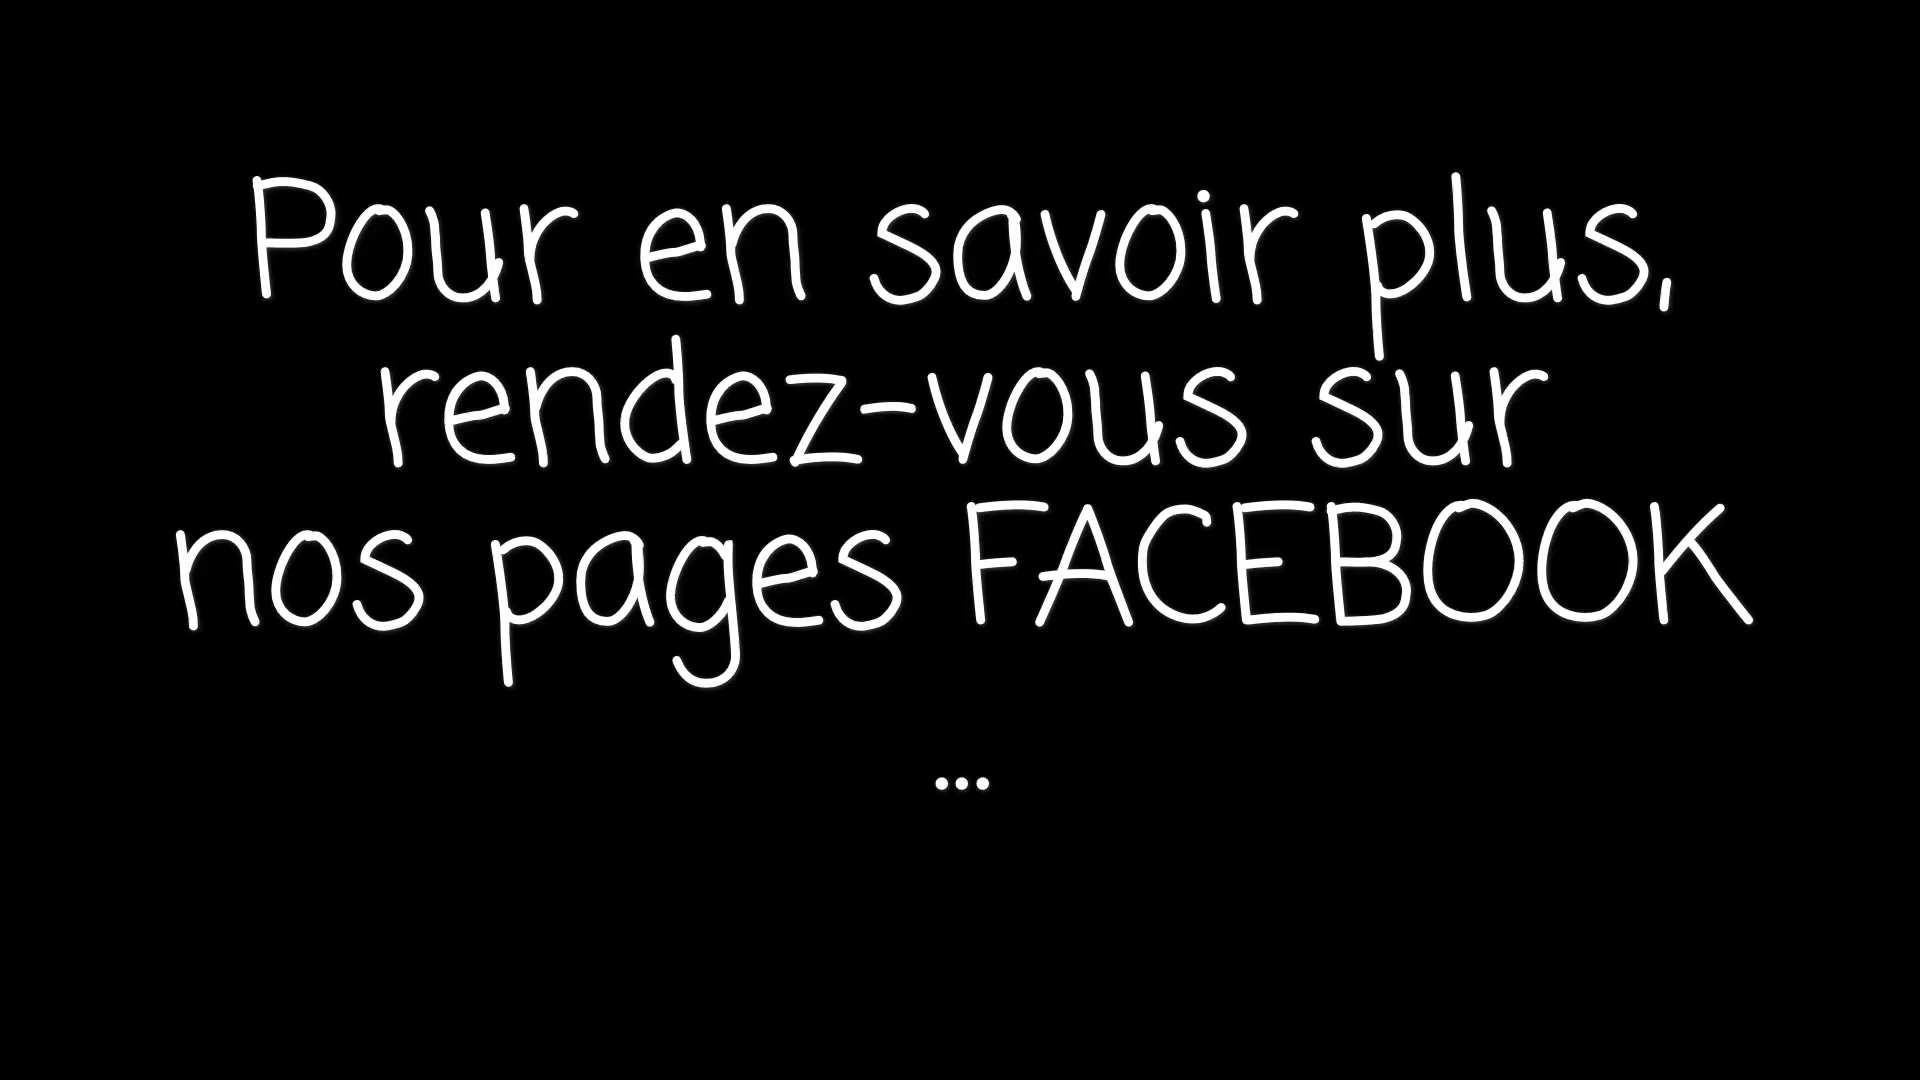 Pour en savoir plus,
rendez-vous sur
nos pages FACEBOOK
...